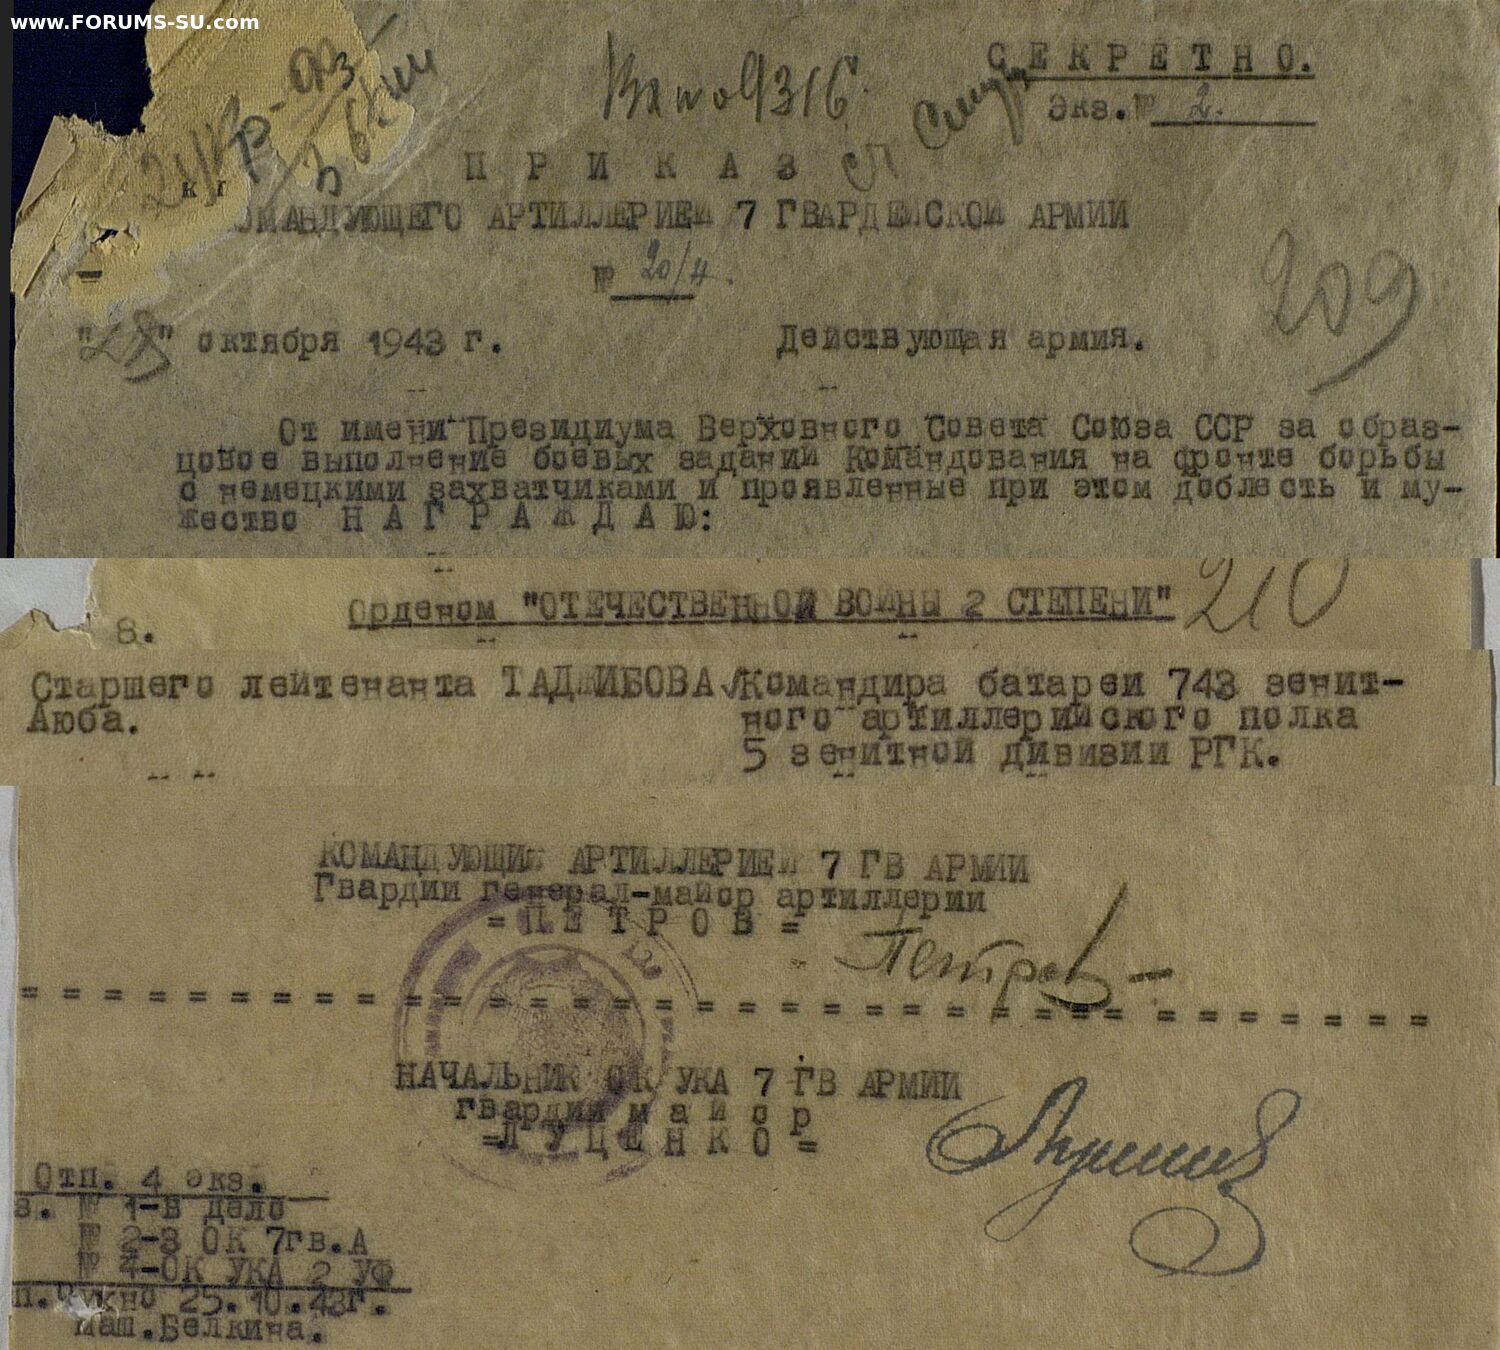 www.FORUMS-SU.com
СЕКРЕТНО.
Экз.№ 2.
ПРИКАЗ
ОМАНДУЮЩЕГО АРТИЛЛЕРИЕЙ 7 ГВАРДЕЙСКОЙ АРМИИ
№ 20/4.
209
" " октября 1943 г. Действующая армия.
От имени Президиума Верховного Совета Союза ССР за образ-
цовое выполнение боевых заданий Командования на фронте борьбы
с немецкими захватчиками и проявленные при этом доблесть и му-
жество НАГРАЖДАЮ:
210
Орденом "ОТЕЧЕСТВЕННОЙ ВОЙНЫ 2 СТЕПЕНИ"
8.
Старшего лейтенанта ТАДЖИБОВА Командира батареи 743 зенит-
Аюба. ного артиллерийского полка
5 зенитной дивизии РГК.
КОМАНДУЮЩИЙ АРТИЛЛЕРИЕЙ 7 ГВ АРМИИ
Гвардии генерал-майор артиллерии
=ПЕТРОВ=
Петров
НАЧАЛЬНИК ОК УКА 7 ГВ АРМИИ
гвардии майор
=ЛУЦЕНКО=
Отп. 4 экз.
з. № 1-в дело
№ 2-3 ОК 7гв.А
№ 4-ОК УКА 2 УФ
25.10.43г.
маш.Белкина.